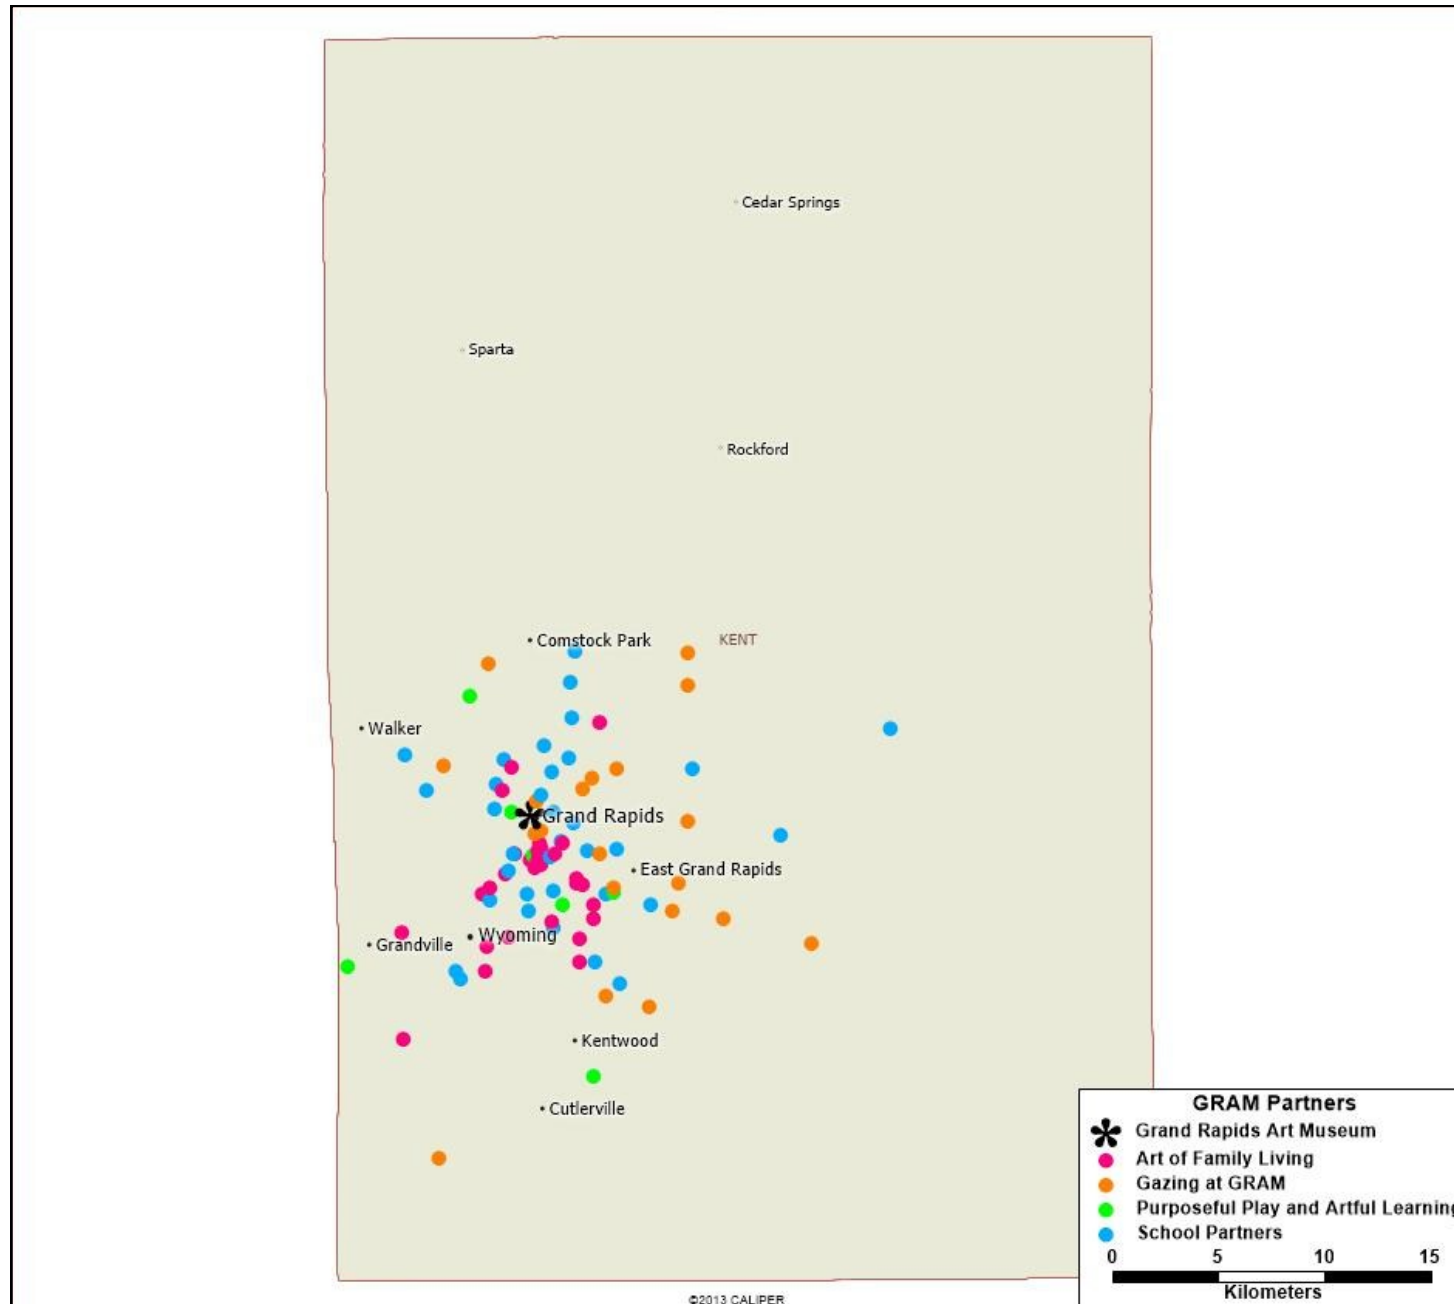 Cedar Springs
Sparta
Rockford
Comstock Park
KENT
Walker
Grand Rapids
East Grand Rapids
Wyoming
Grandville
Kentwood
Cutlerville
GRAM Partners
Grand Rapids Art Museum
Art of Family Living
Gazing at GRAM
Purposeful Play and Artful Learning
School Partners
0 5 10 15
Kilometers
©2013 CALIPER